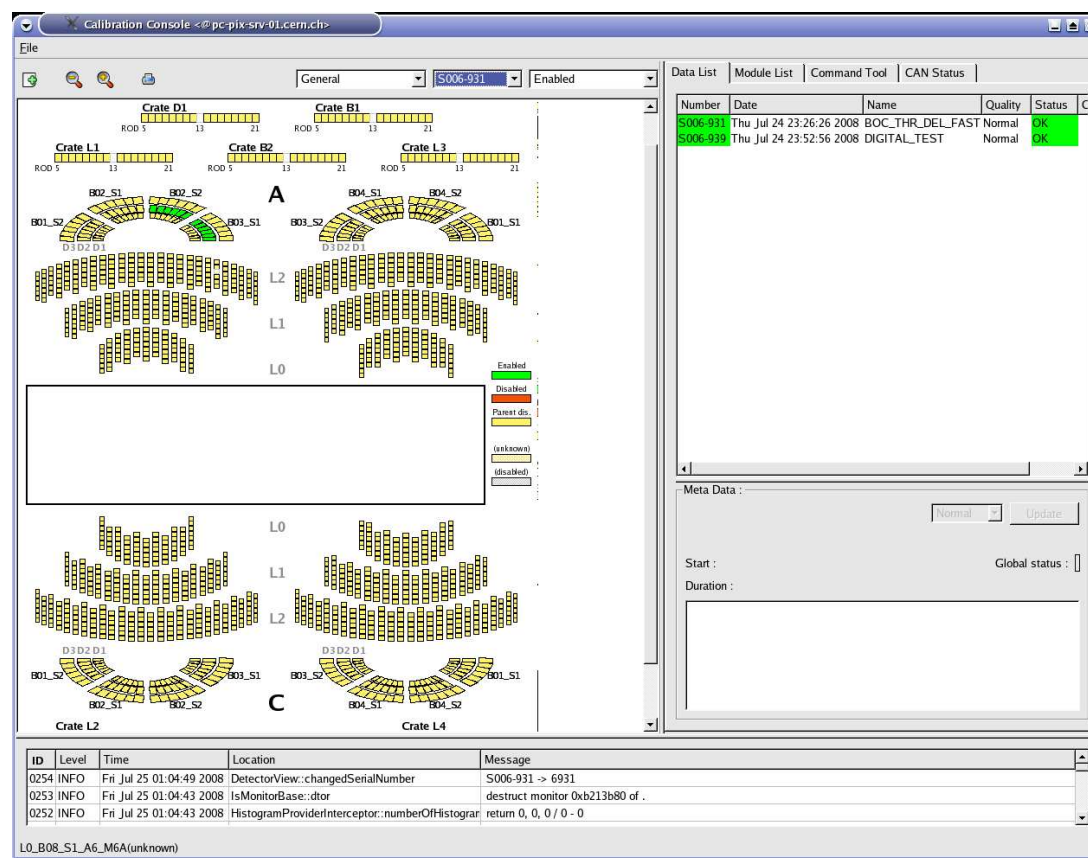 Calibration Console <@pc-pix-srv-01.cern.ch>
File
General S006-931 Enabled
Data List Module List Command Tool CAN Status
Number Date Name Quality Status C
S006-931 Thu Jul 24 23:26:26 2008 BOC_THR_DEL_FAST Normal OK
S006-939 Thu Jul 24 23:52:56 2008 DIGITAL_TEST Normal OK
Crate D1 Crate B1
ROD 5 13 21 ROD 5 13 21
Crate L1 Crate B2 Crate L3
ROD 5 13 21 ROD 5 13 21 ROD 5 13 21
A
B02_S1 B02_S2 B04_S1 B04_S2
B01_S2 B03_S1 B03_S2 B01_S1
D3 D2 D1 D3 D2 D1
L2
L1
L0
Enabled
Disabled
Parent dis.
(unknown)
(disabled)
L0
L1
L2
D3 D2 D1 D3 D2 D1
B01_S2 B03_S1 B03_S2 B01_S1
B02_S1 B02_S2 B04_S1 B04_S2
C
Crate L2 Crate L4
Meta Data :
Normal Update
Start : Global status :
Duration :
ID Level Time Location Message
0254 INFO Fri Jul 25 01:04:49 2008 DetectorView::changedSerialNumber S006-931 -> 6931
0253 INFO Fri Jul 25 01:04:43 2008 IsMonitorBase::dtor destruct monitor 0xb213b80 of .
0252 INFO Fri Jul 25 01:04:43 2008 HistogramProviderInterceptor::numberOfHistogran return 0, 0, 0 / 0 - 0
L0_B08_S1_A6_M6A(unknown)